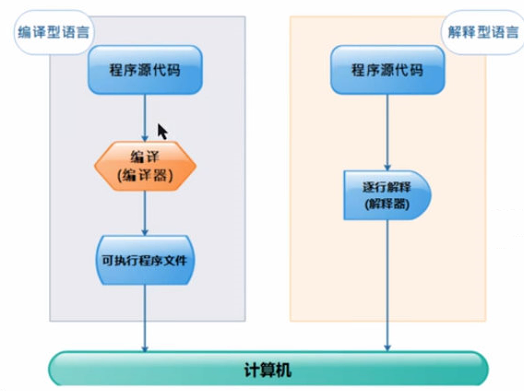 编译型语言
解释型语言
程序源代码
程序源代码
编译
(编译器)
逐行解释
(解释器)
可执行程序文件
计算机